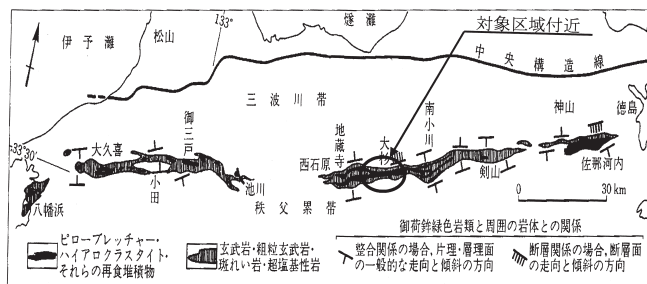 対象区域付近
伊予灘
松山
133°
燧灘
中央構造線
三波川帯
徳島
神山
南小川
大杉
地蔵寺
御三戸
33°30′
大久喜
西石原
佐那河内
剣山
小田
池川
八幡浜
秩父累帯
0 30 km
御荷鉾緑色岩類と周囲の岩体との関係
ピローブレッチャー・
ハイアロクラスタイト・
それらの再食堆積物
玄武岩・粗粒玄武岩・
斑れい岩・超塩基性岩
整合関係の場合,片理・層理面
の一般的な走向と傾斜の方向
断層関係の場合,断層面
の走向と傾斜の方向